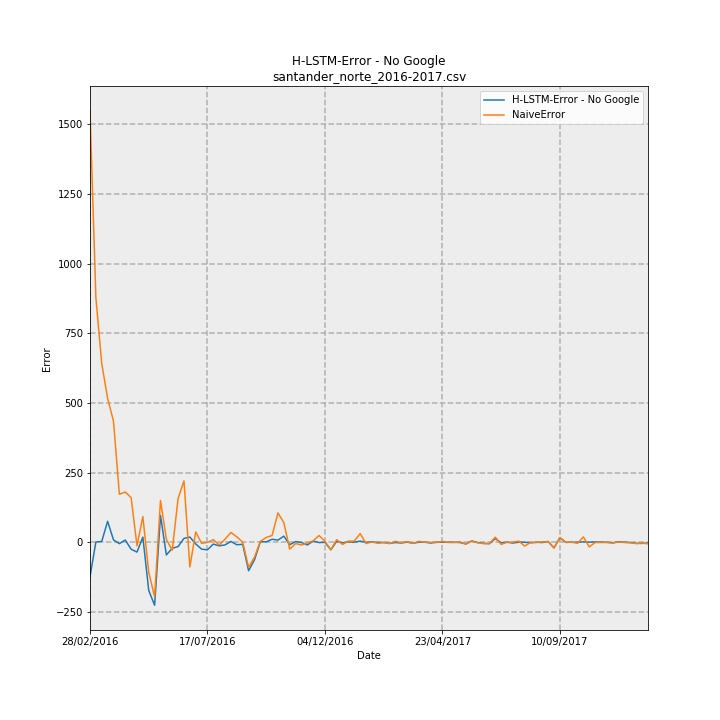 H-LSTM-Error - No Google
santander_norte_2016-2017.csv
H-LSTM-Error - No Google
NaiveError
1500
1250
1000
750
500
250
0
−250
Error
28/02/2016
17/07/2016
04/12/2016
23/04/2017
10/09/2017
Date